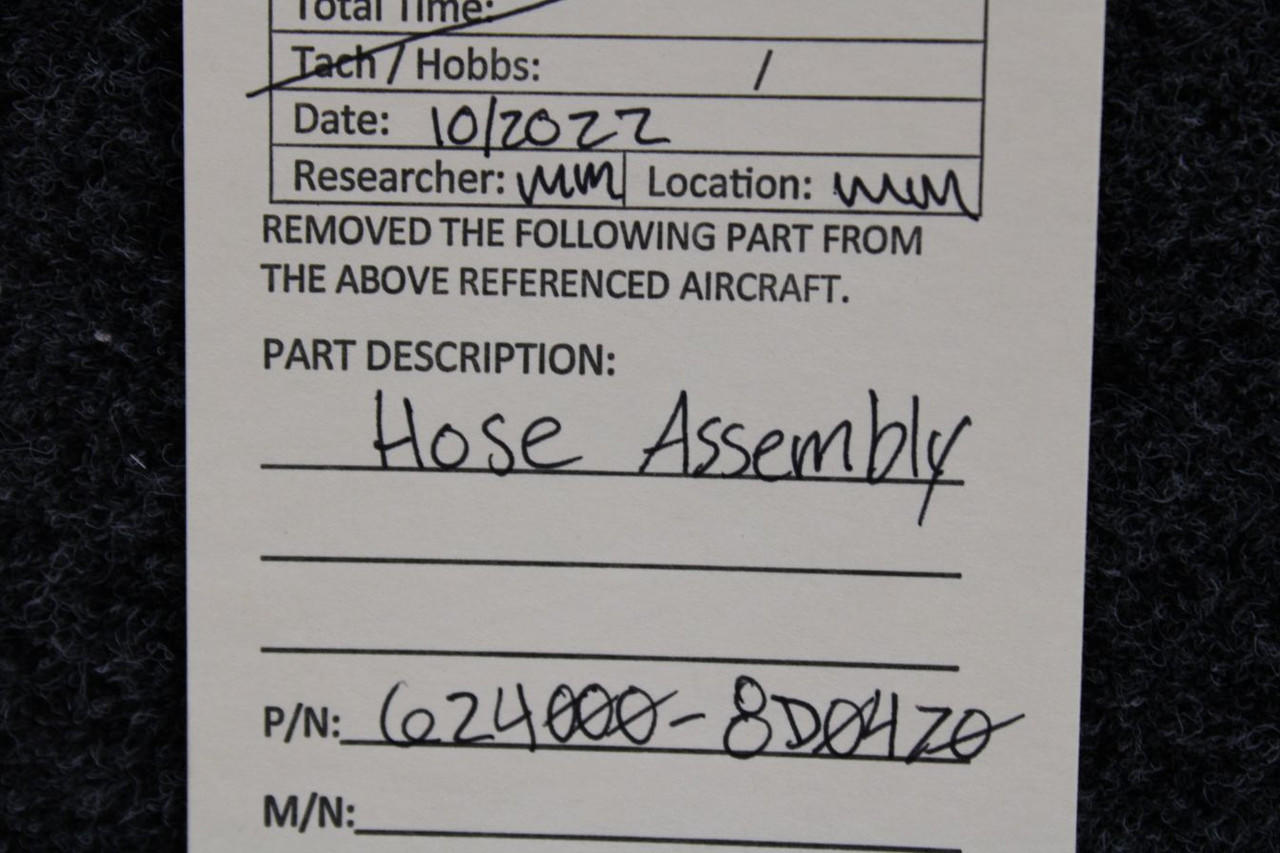 Total Time:
Tach / Hobbs: /
Date: 10/2022
Researcher: MM Location: MM
REMOVED THE FOLLOWING PART FROM
THE ABOVE REFERENCED AIRCRAFT.
PART DESCRIPTION:
Hose Assembly
P/N: 624000-8D0420
M/N: